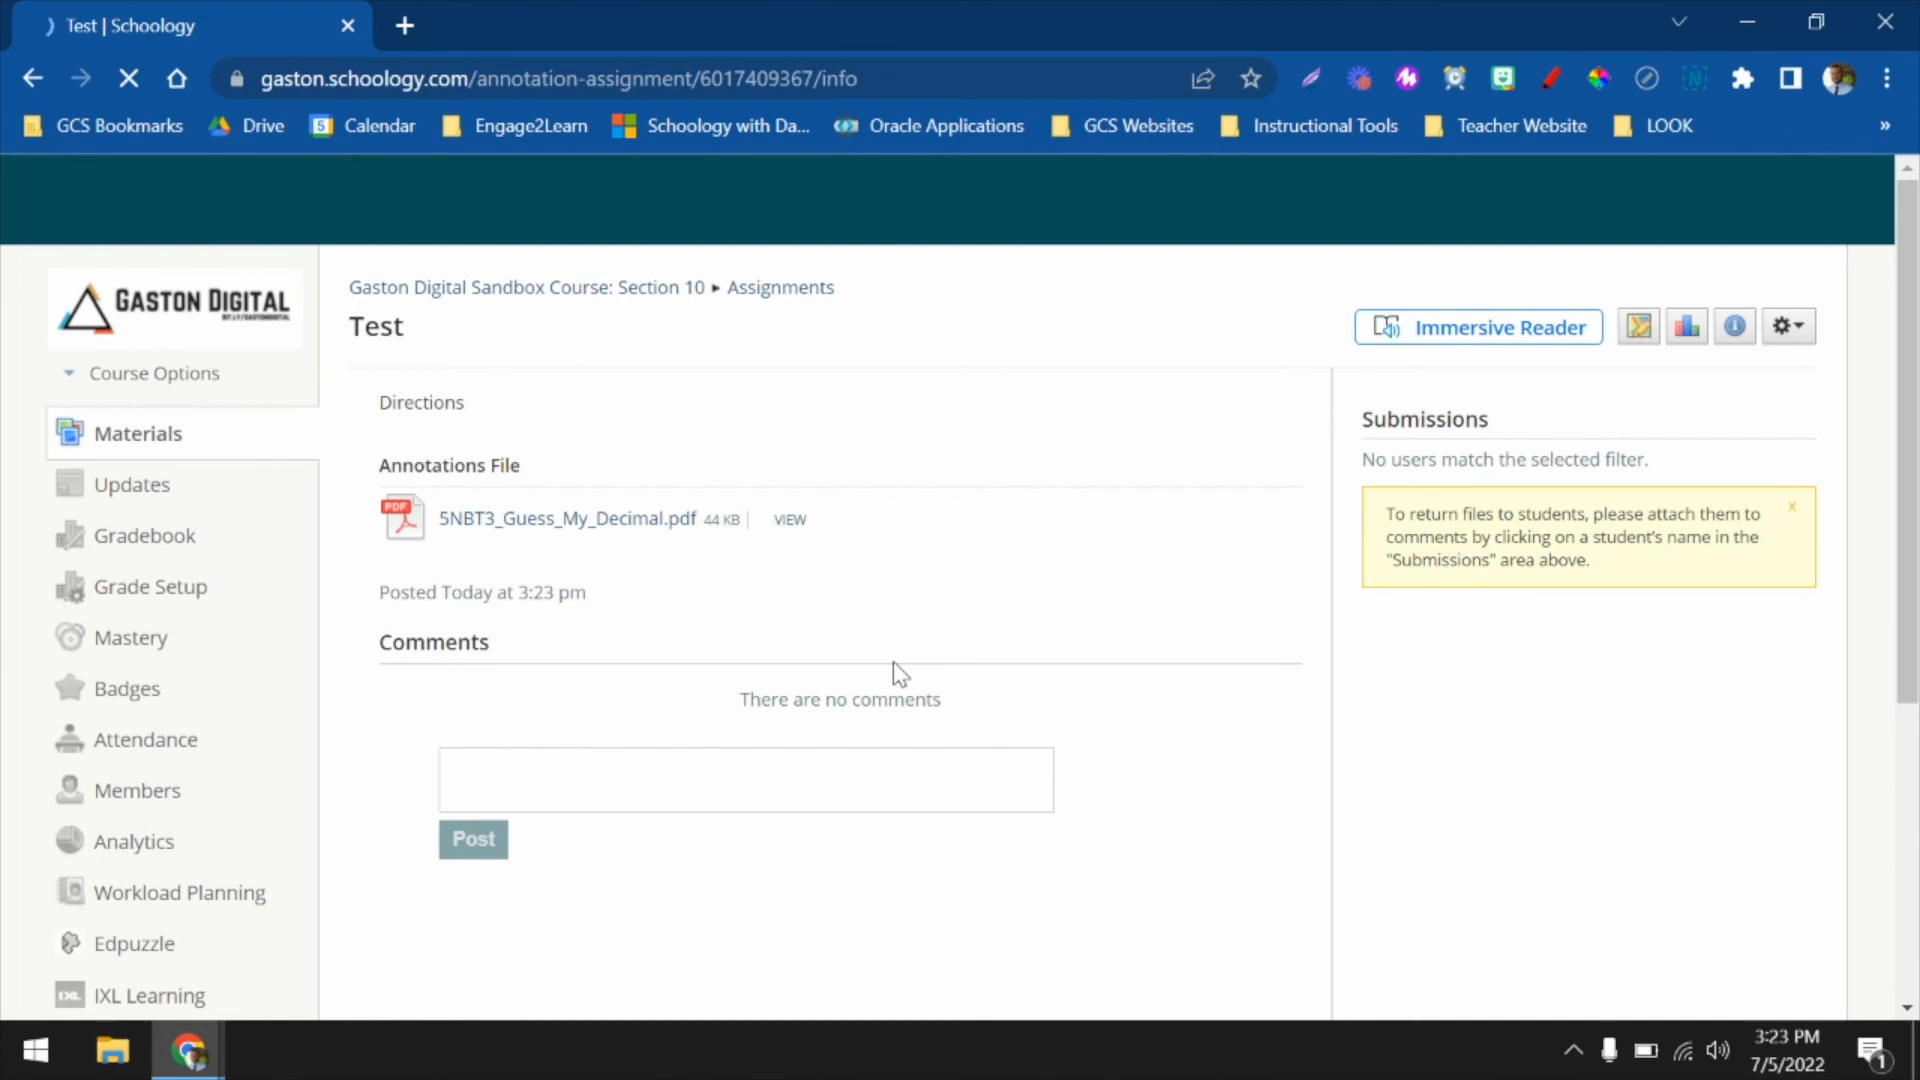 Test | Schoology
gaston.schoology.com/annotation-assignment/6017409367/info
GCS Bookmarks
Drive
5
Calendar
Engage2Learn
Schoology with Da...
Oracle Applications
GCS Websites
Instructional Tools
Teacher Website
LOOK
»
GASTON DIGITAL
Course Options
Materials
Updates
Gradebook
Grade Setup
Mastery
Badges
Attendance
Members
Analytics
Workload Planning
Edpuzzle
IXL
IXL Learning
Gaston Digital Sandbox Course: Section 10 ▸ Assignments
Test
Immersive Reader
Directions
Annotations File
PDF
5NBT3_Guess_My_Decimal.pdf 44 KB
VIEW
Posted Today at 3:23 pm
Comments
There are no comments
Post
Submissions
No users match the selected filter.
To return files to students, please attach them to
comments by clicking on a student's name in the
"Submissions" area above.
x
3:23 PM
7/5/2022
1